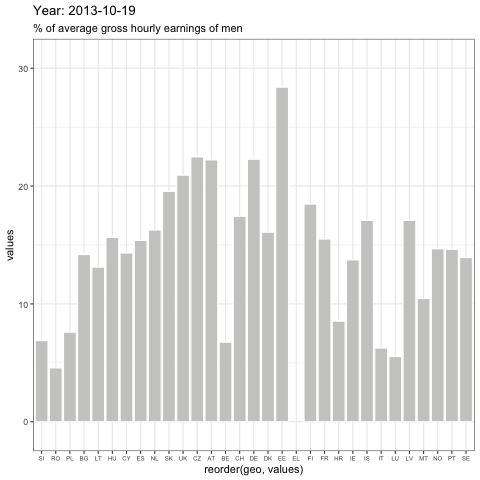 Year: 2013-10-19
% of average gross hourly earnings of men
values
30
20
10
0
SI RO PL BG LT HU CY ES NL SK UK CZ AT BE CH DE DK EE EL FI FR HR IE IS IT LU LV MT NO PT SE
reorder(geo, values)